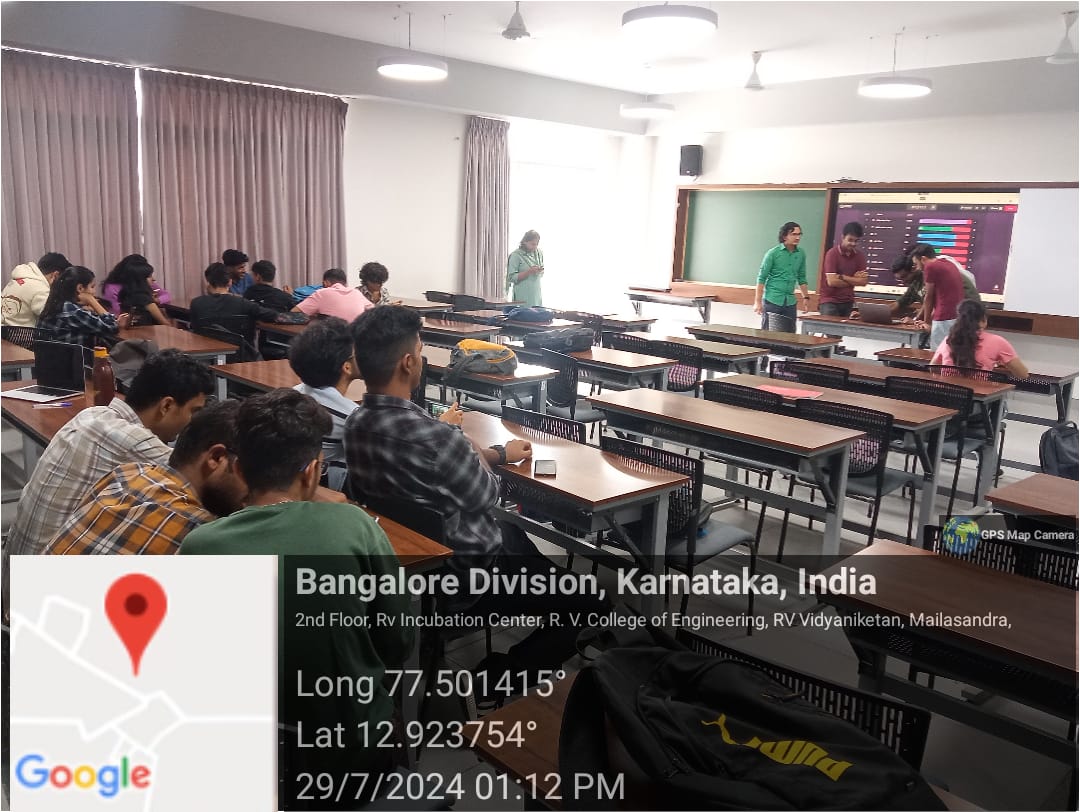 GPS Map Camera
Bangalore Division, Karnataka, India
2nd Floor, Rv Incubation Center, R. V. College of Engineering, RV Vidyaniketan, Mailasandra,
Long 77.501415°
Lat 12.923754°
29/7/2024 01:12 PM
Google
PUMA